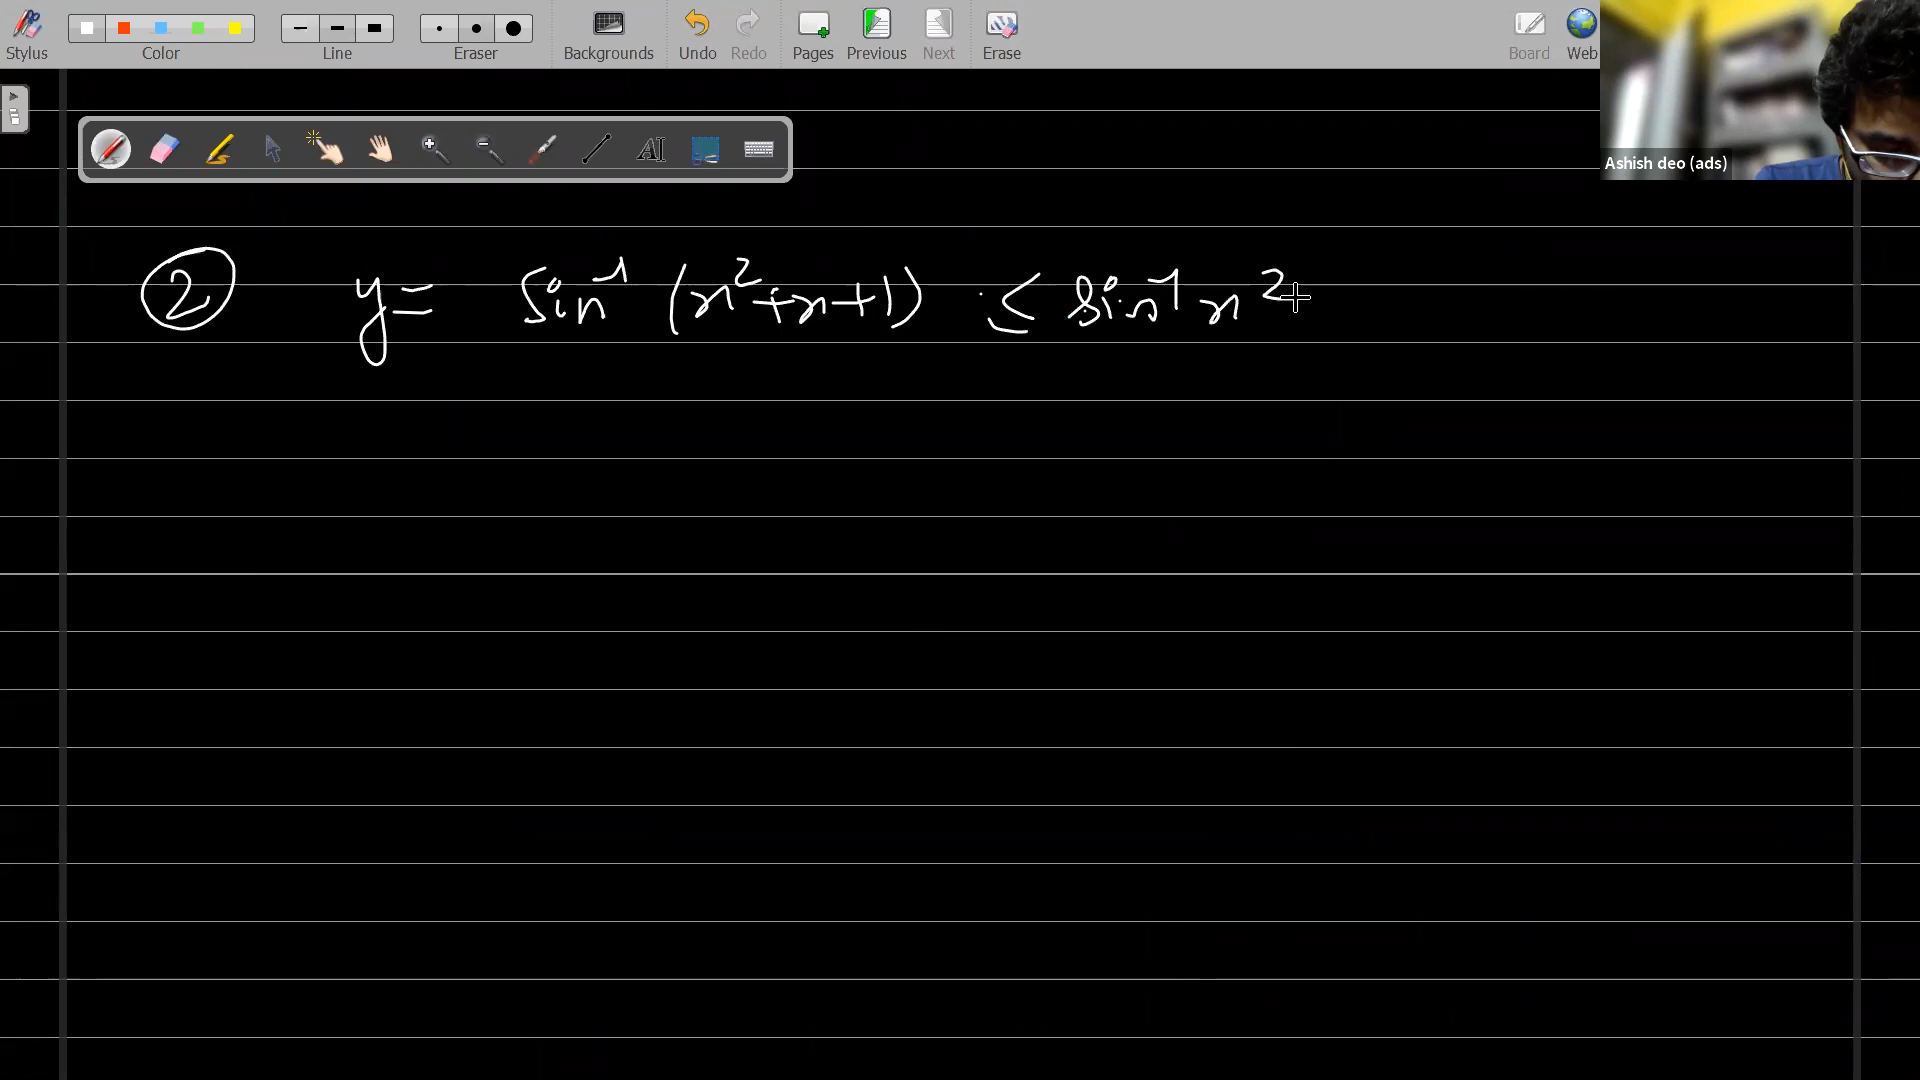 Stylus Color Line Eraser Backgrounds Undo Redo Pages Previous Next Erase Board Web
AI
Ashish deo (ads)
② y = sin⁻¹ (x²+x+1) ≤ sin⁻¹ x²